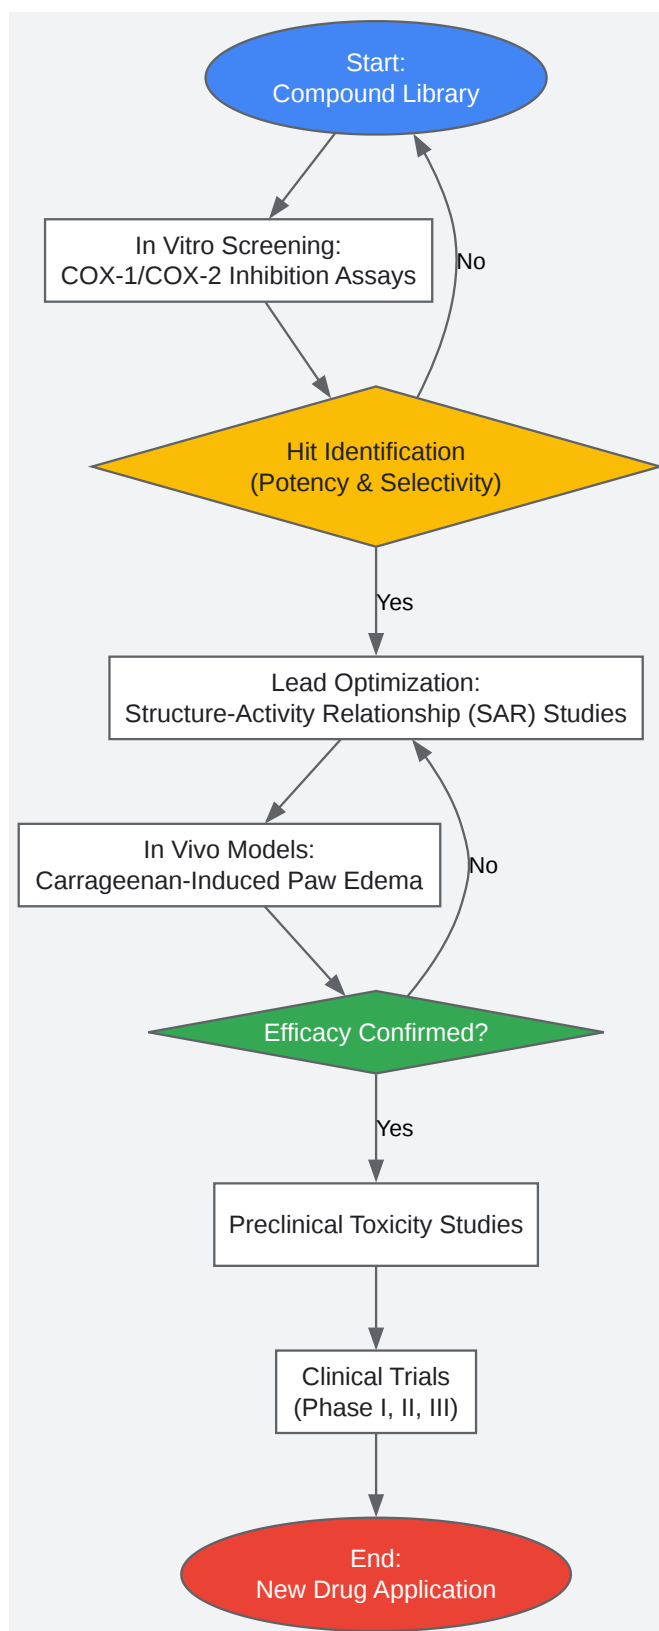 Start:
Compound Library
In Vitro Screening:
COX-1/COX-2 Inhibition Assays
No
Hit Identification
(Potency & Selectivity)
Yes
Lead Optimization:
Structure-Activity Relationship (SAR) Studies
In Vivo Models:
Carrageenan-Induced Paw Edema
No
Efficacy Confirmed?
Yes
Preclinical Toxicity Studies
Clinical Trials
(Phase I, II, III)
End:
New Drug Application